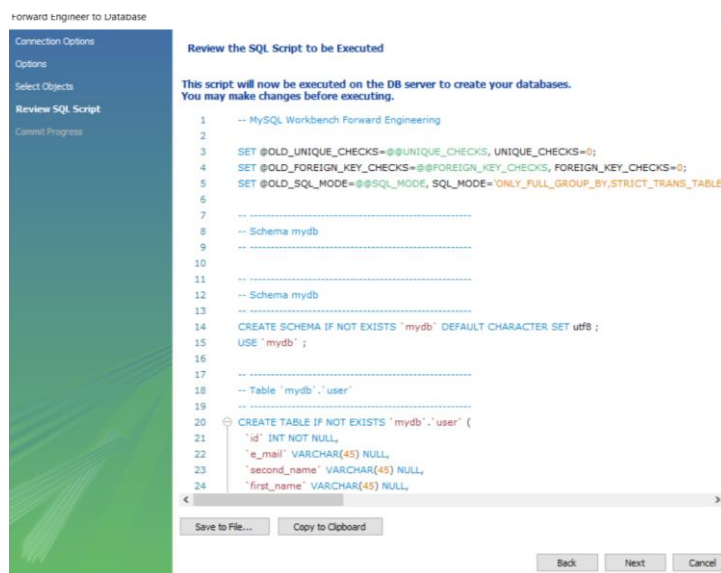 Forward Engineer to Database
Connection Options
Options
Select Objects
Review SQL Script
Commit Progress
Review the SQL Script to be Executed
This script will now be executed on the DB server to create your databases.
You may make changes before executing.
1 -- MySQL Workbench Forward Engineering
2
3 SET @OLD_UNIQUE_CHECKS=@@UNIQUE_CHECKS, UNIQUE_CHECKS=0;
4 SET @OLD_FOREIGN_KEY_CHECKS=@@FOREIGN_KEY_CHECKS, FOREIGN_KEY_CHECKS=0;
5 SET @OLD_SQL_MODE=@@SQL_MODE, SQL_MODE='ONLY_FULL_GROUP_BY,STRICT_TRANS_TABLE
6
7 -- -----------------------------------------------------
8 -- Schema mydb
9 -- -----------------------------------------------------
10
11 -- -----------------------------------------------------
12 -- Schema mydb
13 -- -----------------------------------------------------
14 CREATE SCHEMA IF NOT EXISTS `mydb` DEFAULT CHARACTER SET utf8 ;
15 USE `mydb` ;
16
17 -- -----------------------------------------------------
18 -- Table `mydb`.`user`
19 -- -----------------------------------------------------
20 CREATE TABLE IF NOT EXISTS `mydb`.`user` (
21 `id` INT NOT NULL,
22 `e_mail` VARCHAR(45) NULL,
23 `second_name` VARCHAR(45) NULL,
24 `first_name` VARCHAR(45) NULL,
Save to File... Copy to Clipboard
Back Next Cancel